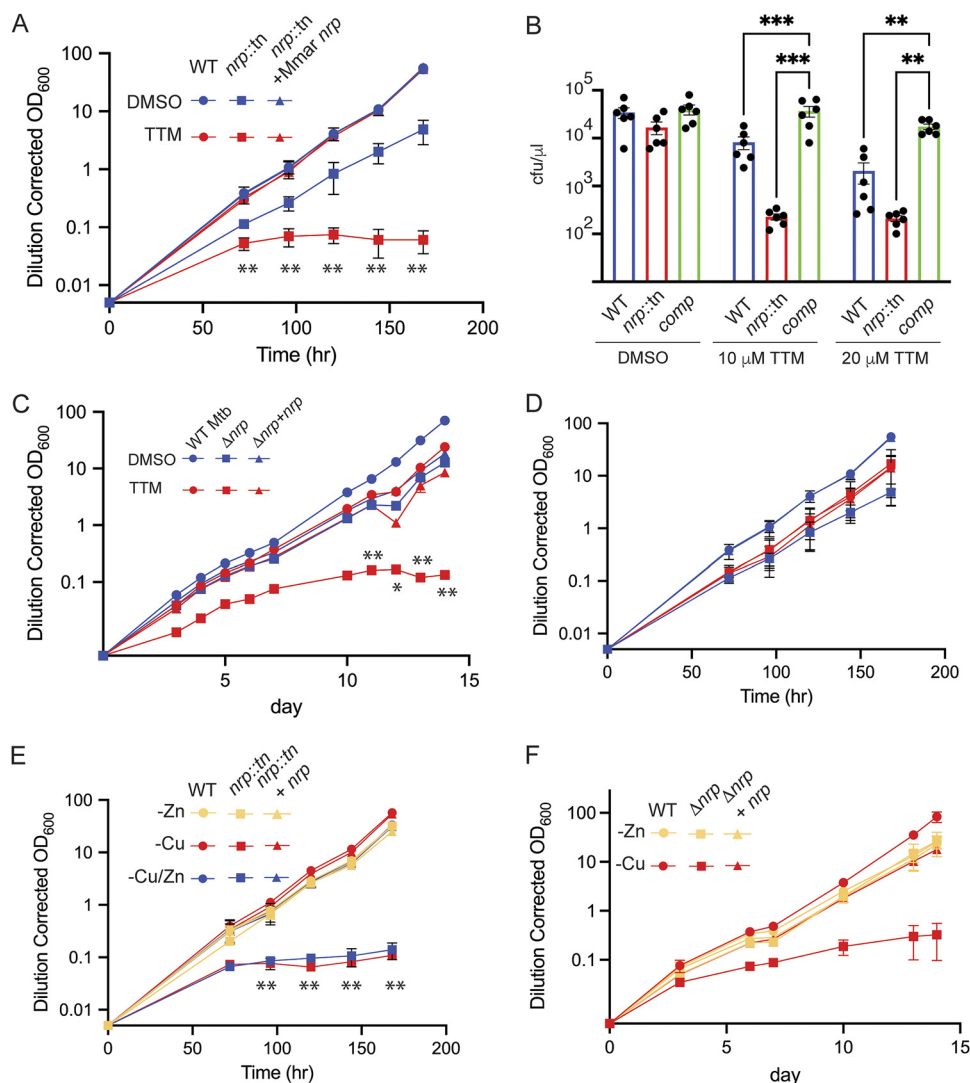 A
WT nrp::tn nrp::tn +Mmar nrp
DMSO
TTM
Dilution Corrected OD600
100
10
1
0.1
0.01
** ** ** ** **
0 50 100 150 200
Time (hr)
B
*** **
*** **
cfu/μl
10^5
10^4
10^3
10^2
WT nrp::tn comp WT nrp::tn comp WT nrp::tn comp
DMSO 10 μM TTM 20 μM TTM
C
WT Mtb Δnrp Δnrp+nrp
DMSO
TTM
Dilution Corrected OD600
100
10
1
0.1
** * ** **
5 10 15
day
D
Dilution Corrected OD600
100
10
1
0.1
0.01
0 50 100 150 200
Time (hr)
E
WT nrp::tn nrp::tn + nrp
-Zn
-Cu
-Cu/Zn
Dilution Corrected OD600
100
10
1
0.1
0.01
** ** ** **
0 50 100 150 200
Time (hr)
F
WT Δnrp Δnrp + nrp
-Zn
-Cu
Dilution Corrected OD600
100
10
1
0.1
0 5 10 15
day